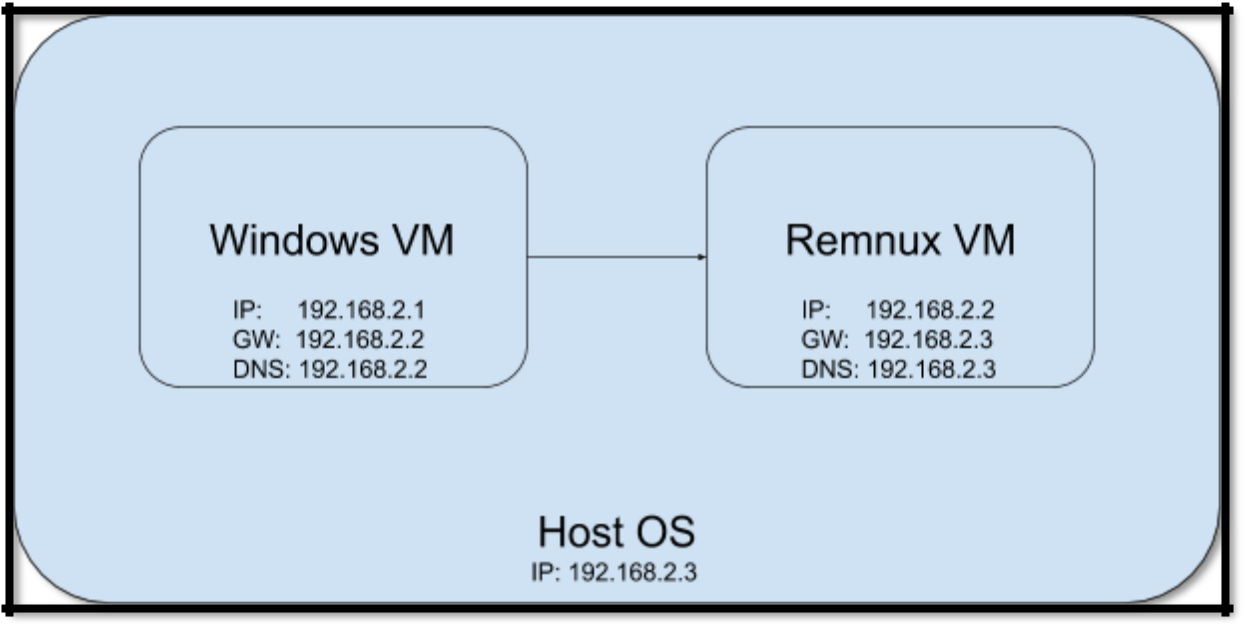 Windows VM
IP: 192.168.2.1
GW: 192.168.2.2
DNS: 192.168.2.2
Remnux VM
IP: 192.168.2.2
GW: 192.168.2.3
DNS: 192.168.2.3
Host OS
IP: 192.168.2.3